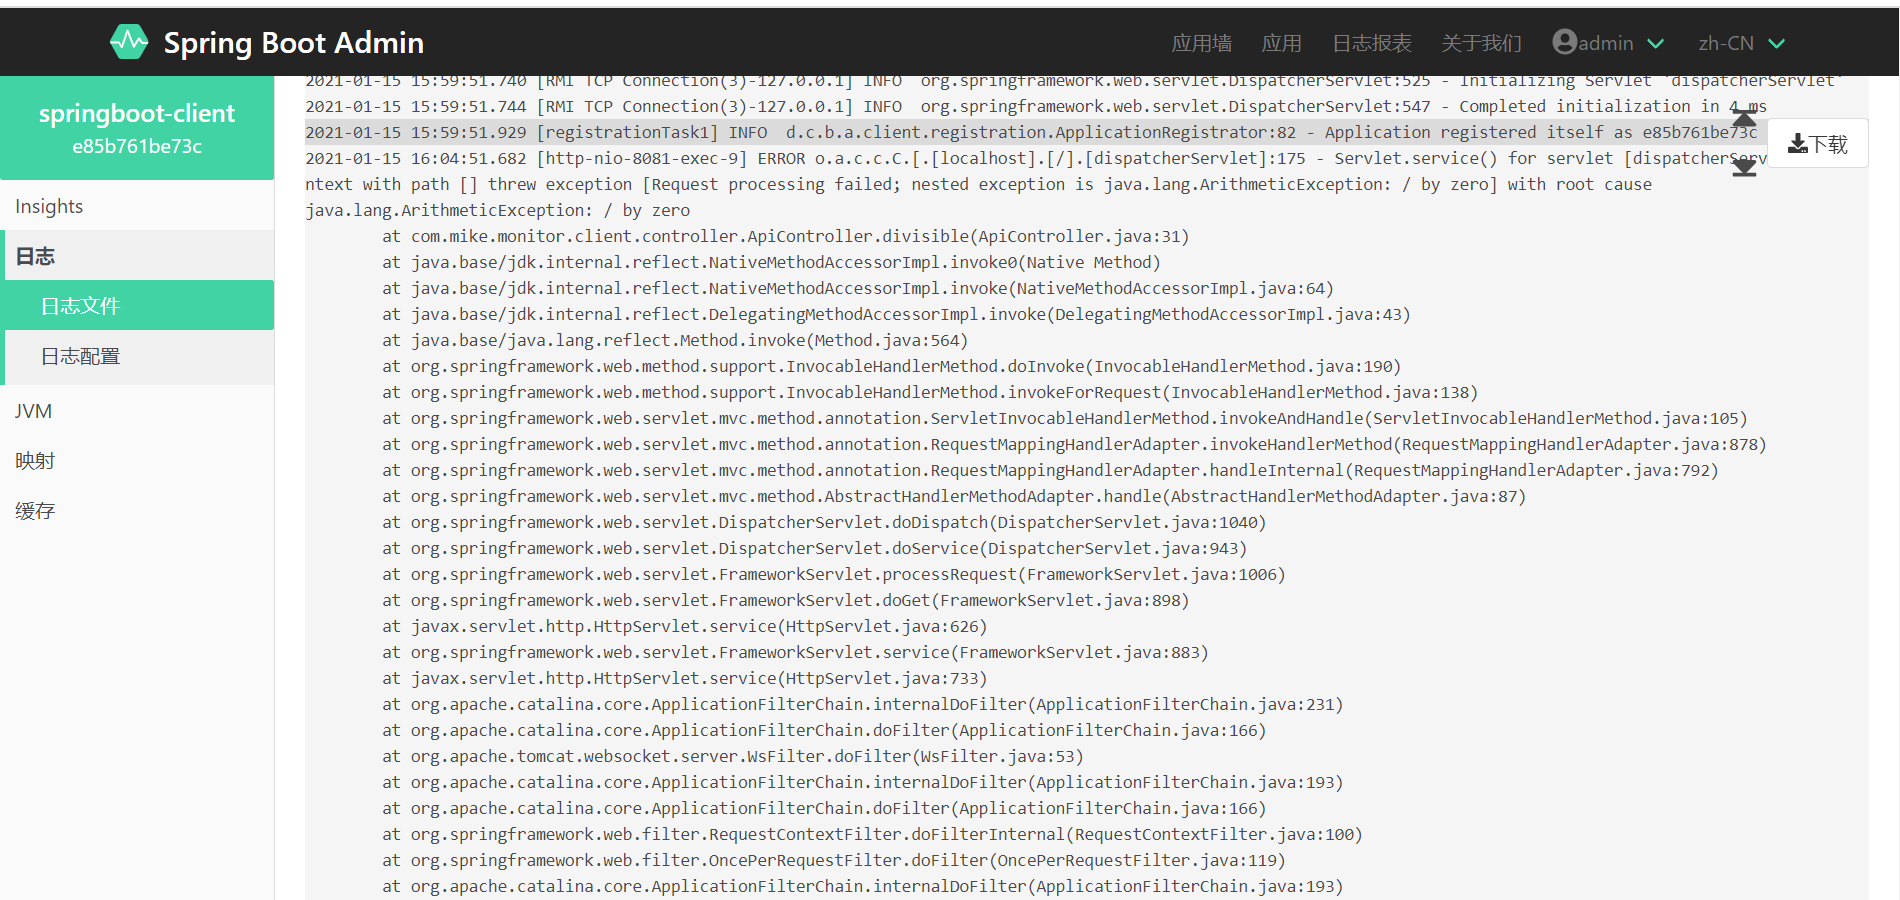 Spring Boot Admin
应用墙 应用 日志报表 关于我们 admin zh-CN
springboot-client
e85b761be73c
Insights
日志
日志文件
日志配置
JVM
映射
缓存
2021-01-15 15:59:51.740 [RMI TCP Connection(3)-127.0.0.1] INFO  org.springframework.web.servlet.DispatcherServlet:525 - Initializing Servlet 'dispatcherServlet'
2021-01-15 15:59:51.744 [RMI TCP Connection(3)-127.0.0.1] INFO  org.springframework.web.servlet.DispatcherServlet:547 - Completed initialization in 4 ms
2021-01-15 15:59:51.929 [registrationTask1] INFO  d.c.b.a.client.registration.ApplicationRegistrator:82 - Application registered itself as e85b761be73c
下载
2021-01-15 16:04:51.682 [http-nio-8081-exec-9] ERROR o.a.c.c.C.[.[localhost].[/].[dispatcherServlet]:175 - Servlet.service() for servlet [dispatcherServ
ntext with path [] threw exception [Request processing failed; nested exception is java.lang.ArithmeticException: / by zero] with root cause
java.lang.ArithmeticException: / by zero
at com.mike.monitor.client.controller.ApiController.divisible(ApiController.java:31)
at java.base/jdk.internal.reflect.NativeMethodAccessorImpl.invoke0(Native Method)
at java.base/jdk.internal.reflect.NativeMethodAccessorImpl.invoke(NativeMethodAccessorImpl.java:64)
at java.base/jdk.internal.reflect.DelegatingMethodAccessorImpl.invoke(DelegatingMethodAccessorImpl.java:43)
at java.base/java.lang.reflect.Method.invoke(Method.java:564)
at org.springframework.web.method.support.InvocableHandlerMethod.doInvoke(InvocableHandlerMethod.java:190)
at org.springframework.web.method.support.InvocableHandlerMethod.invokeForRequest(InvocableHandlerMethod.java:138)
at org.springframework.web.servlet.mvc.method.annotation.ServletInvocableHandlerMethod.invokeAndHandle(ServletInvocableHandlerMethod.java:105)
at org.springframework.web.servlet.mvc.method.annotation.RequestMappingHandlerAdapter.invokeHandlerMethod(RequestMappingHandlerAdapter.java:878)
at org.springframework.web.servlet.mvc.method.annotation.RequestMappingHandlerAdapter.handleInternal(RequestMappingHandlerAdapter.java:792)
at org.springframework.web.servlet.mvc.method.AbstractHandlerMethodAdapter.handle(AbstractHandlerMethodAdapter.java:87)
at org.springframework.web.servlet.DispatcherServlet.doDispatch(DispatcherServlet.java:1040)
at org.springframework.web.servlet.DispatcherServlet.doService(DispatcherServlet.java:943)
at org.springframework.web.servlet.FrameworkServlet.processRequest(FrameworkServlet.java:1006)
at org.springframework.web.servlet.FrameworkServlet.doGet(FrameworkServlet.java:898)
at javax.servlet.http.HttpServlet.service(HttpServlet.java:626)
at org.springframework.web.servlet.FrameworkServlet.service(FrameworkServlet.java:883)
at javax.servlet.http.HttpServlet.service(HttpServlet.java:733)
at org.apache.catalina.core.ApplicationFilterChain.internalDoFilter(ApplicationFilterChain.java:231)
at org.apache.catalina.core.ApplicationFilterChain.doFilter(ApplicationFilterChain.java:166)
at org.apache.tomcat.websocket.server.WsFilter.doFilter(WsFilter.java:53)
at org.apache.catalina.core.ApplicationFilterChain.internalDoFilter(ApplicationFilterChain.java:193)
at org.apache.catalina.core.ApplicationFilterChain.doFilter(ApplicationFilterChain.java:166)
at org.springframework.web.filter.RequestContextFilter.doFilterInternal(RequestContextFilter.java:100)
at org.springframework.web.filter.OncePerRequestFilter.doFilter(OncePerRequestFilter.java:119)
at org.apache.catalina.core.ApplicationFilterChain.internalDoFilter(ApplicationFilterChain.java:193)